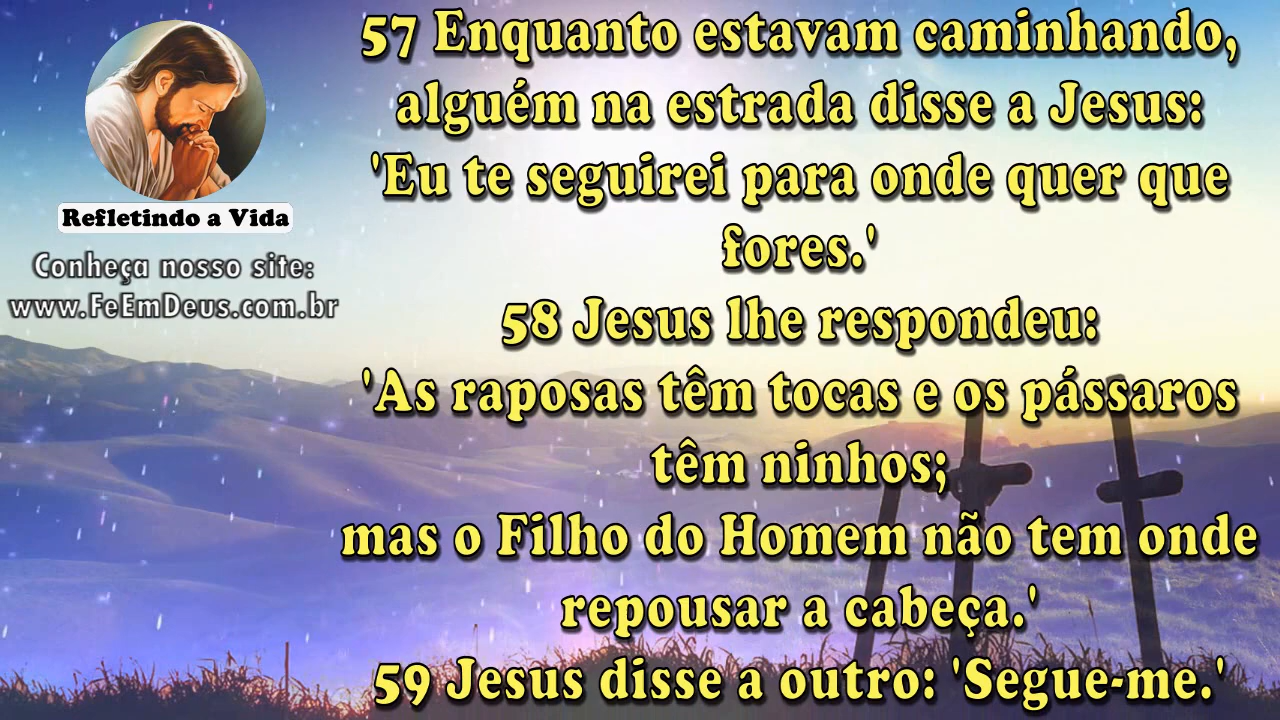 Refletindo a Vida
Conheça nosso site:
www.FeEmDeus.com.br
57 Enquanto estavam caminhando,
alguém na estrada disse a Jesus:
'Eu te seguirei para onde quer que
fores.'
58 Jesus lhe respondeu:
'As raposas têm tocas e os pássaros
têm ninhos;
mas o Filho do Homem não tem onde
repousar a cabeça.'
59 Jesus disse a outro: 'Segue-me.'